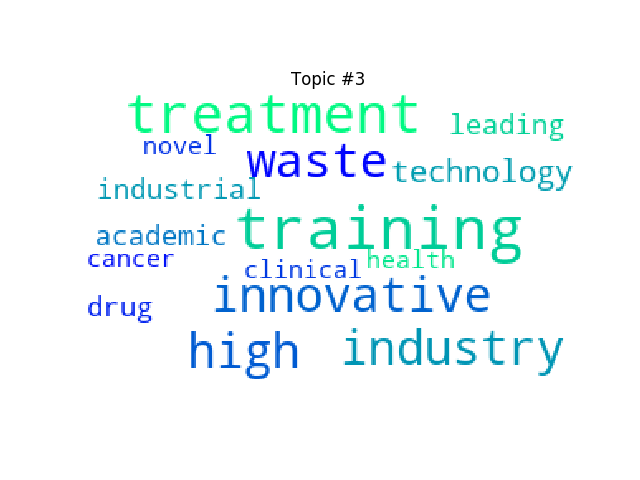 Topic #3
treatment
leading
novel
waste
technology
industrial
training
academic
cancer
clinical
health
innovative
drug
high
industry